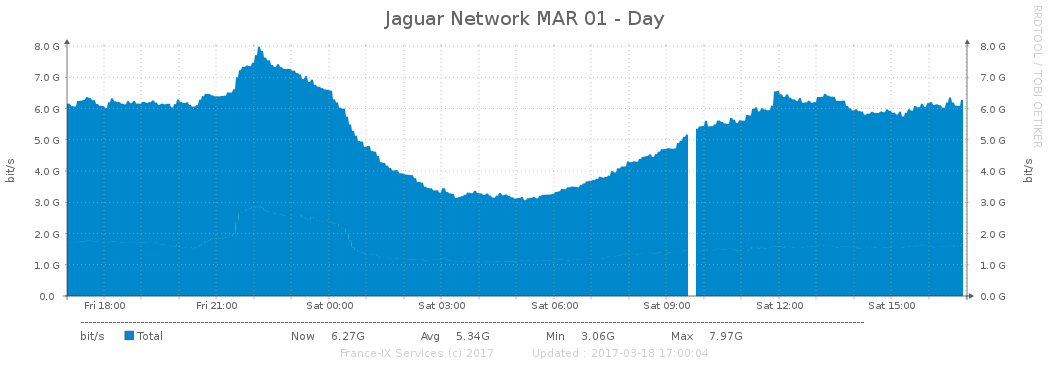 Jaguar Network MAR 01 - Day
RRDTOOL / TOBI OETIKER
bit/s
8.0 G
7.0 G
6.0 G
5.0 G
4.0 G
3.0 G
2.0 G
1.0 G
0.0
8.0 G
7.0 G
6.0 G
5.0 G
4.0 G
3.0 G
2.0 G
1.0 G
0.0 G
bit/s
Fri 18:00 Fri 21:00 Sat 00:00 Sat 03:00 Sat 06:00 Sat 09:00 Sat 12:00 Sat 15:00
bit/s Total Now 6.27G Avg 5.34G Min 3.06G Max 7.97G
France-IX Services (c) 2017 Updated : 2017-03-18 17:00:04